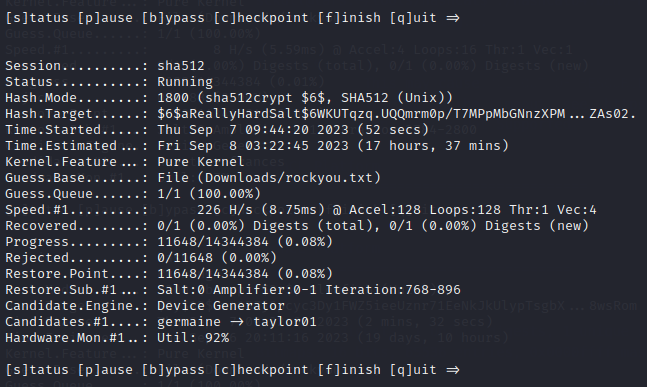 [s]tatus [p]ause [b]ypass [c]heckpoint [f]inish [q]uit ⇒
Session..........: sha512
Status...........: Running
Hash.Mode........: 1800 (sha512crypt $6$, SHA512 (Unix))
Hash.Target......: $6$aReallyHardSalt$6WKUTqzq.UQQmrm0p/T7MPpMbGNnzXPM...ZAs02.
Time.Started.....: Thu Sep  7 09:44:20 2023 (52 secs)
Time.Estimated...: Fri Sep  8 03:22:45 2023 (17 hours, 37 mins)
Kernel.Feature...: Pure Kernel
Guess.Base.......: File (Downloads/rockyou.txt)
Guess.Queue......: 1/1 (100.00%)
Speed.#1.........:      226 H/s (8.75ms) @ Accel:128 Loops:128 Thr:1 Vec:4
Recovered........: 0/1 (0.00%) Digests (total), 0/1 (0.00%) Digests (new)
Progress.........: 11648/14344384 (0.08%)
Rejected.........: 0/11648 (0.00%)
Restore.Point....: 11648/14344384 (0.08%)
Restore.Sub.#1...: Salt:0 Amplifier:0-1 Iteration:768-896
Candidate.Engine.: Device Generator
Candidates.#1....: germaine → taylor01
Hardware.Mon.#1..: Util: 92%
[s]tatus [p]ause [b]ypass [c]heckpoint [f]inish [q]uit ⇒